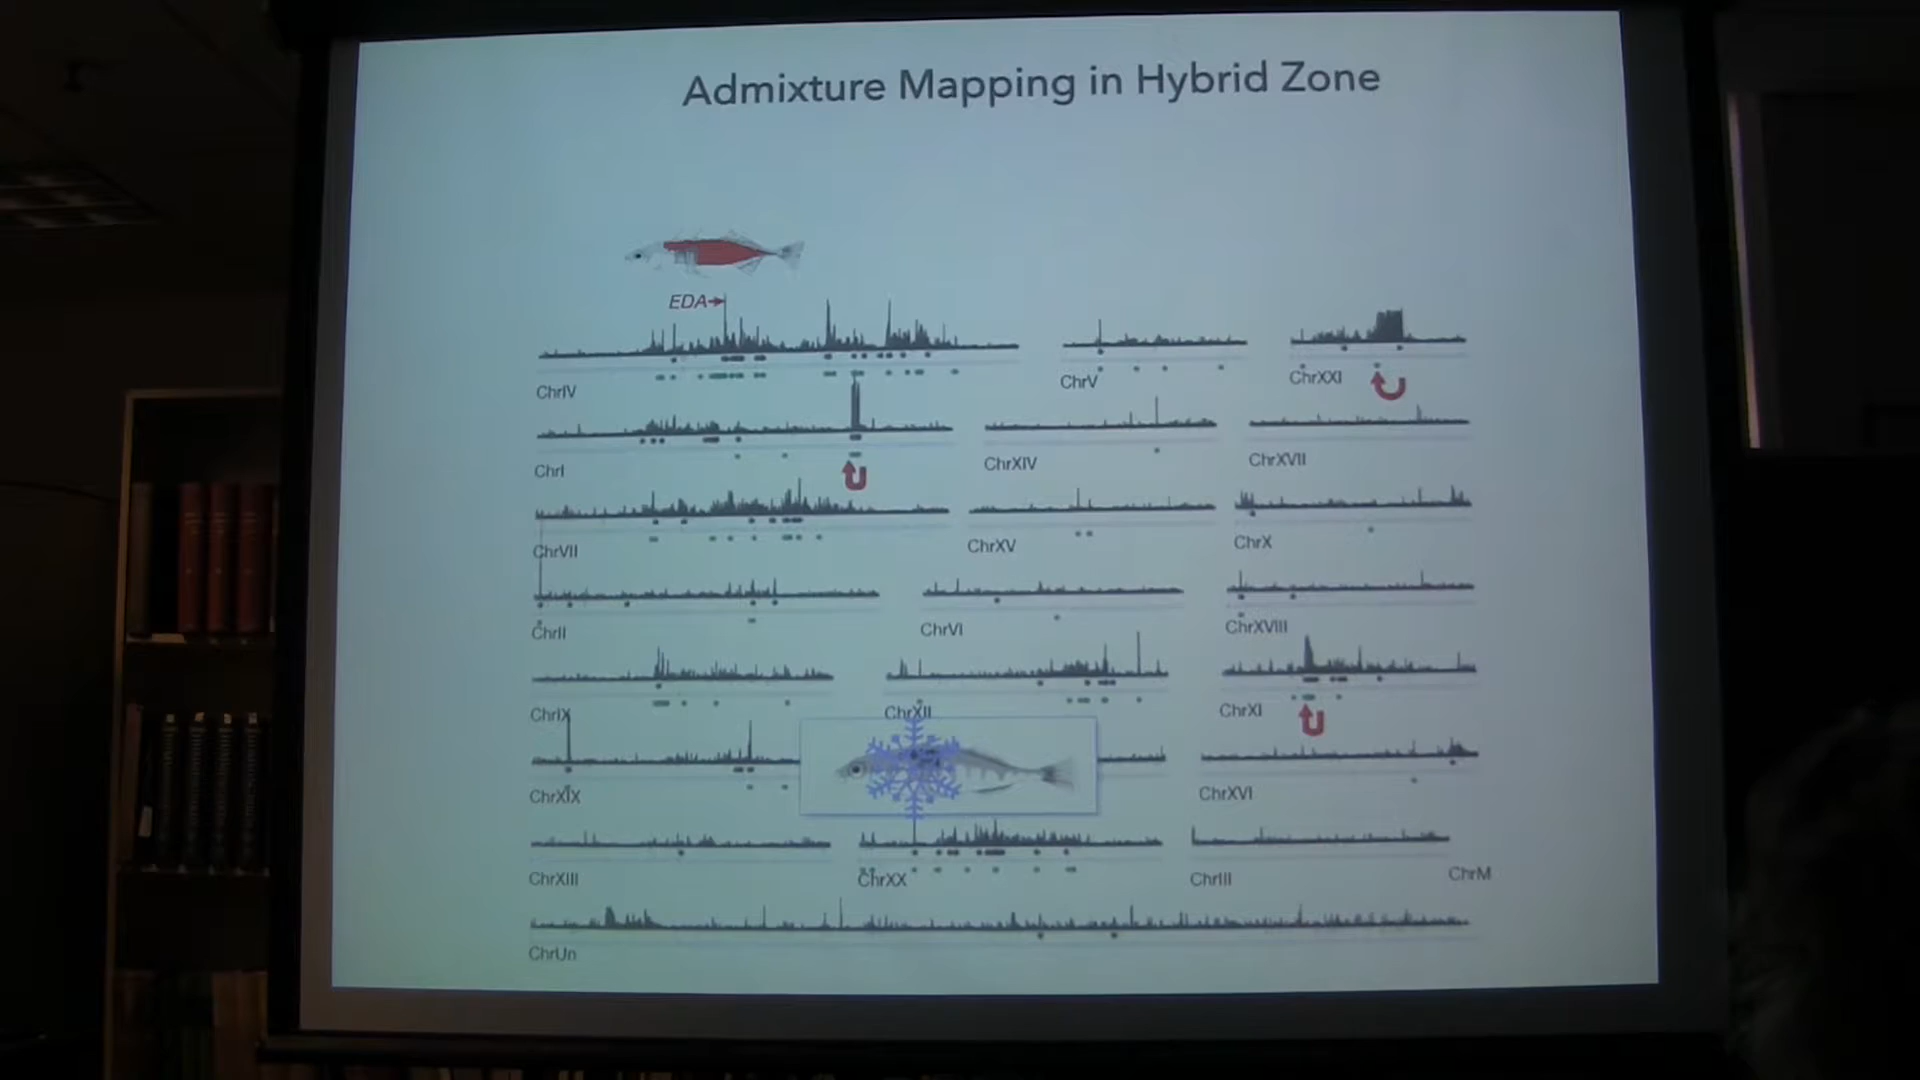 Admixture Mapping in Hybrid Zone
EDA
ChrIV
ChrV
ChrXXI
ChrI
ChrXIV
ChrXVII
ChrVII
ChrXV
ChrX
ChrII
ChrVI
ChrXVIII
ChrIX
ChrXII
ChrXI
ChrXIX
ChrXVI
ChrXIII
ChrXX
ChrIII
ChrM
ChrUn